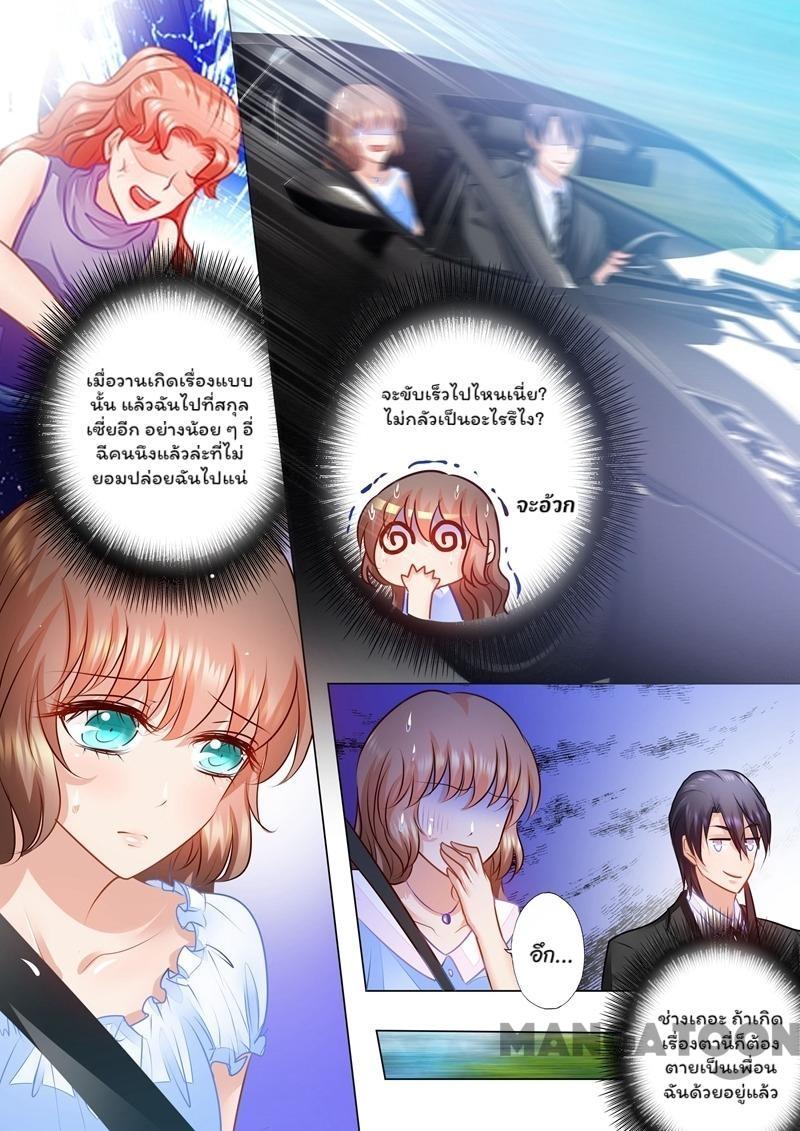 เมื่อวานเกิดเรื่องแบบ
นั้น แล้วฉันไปที่สกุล
เซี่ยอีก อย่างน้อย ๆ อี่
ฉีคนนึงแล้วล่ะที่ไม่
ยอมปล่อยฉันไปแน่
จะขับเร็วไปไหนเนี่ย?
ไม่กลัวเป็นอะไรรึไง?
จะอ้วก
อึก...
ช่างเถอะ ถ้าเกิด
เรื่องตานี่ก็ต้อง
ตายเป็นเพื่อน
ฉันด้วยอยู่แล้ว
MANGATOON